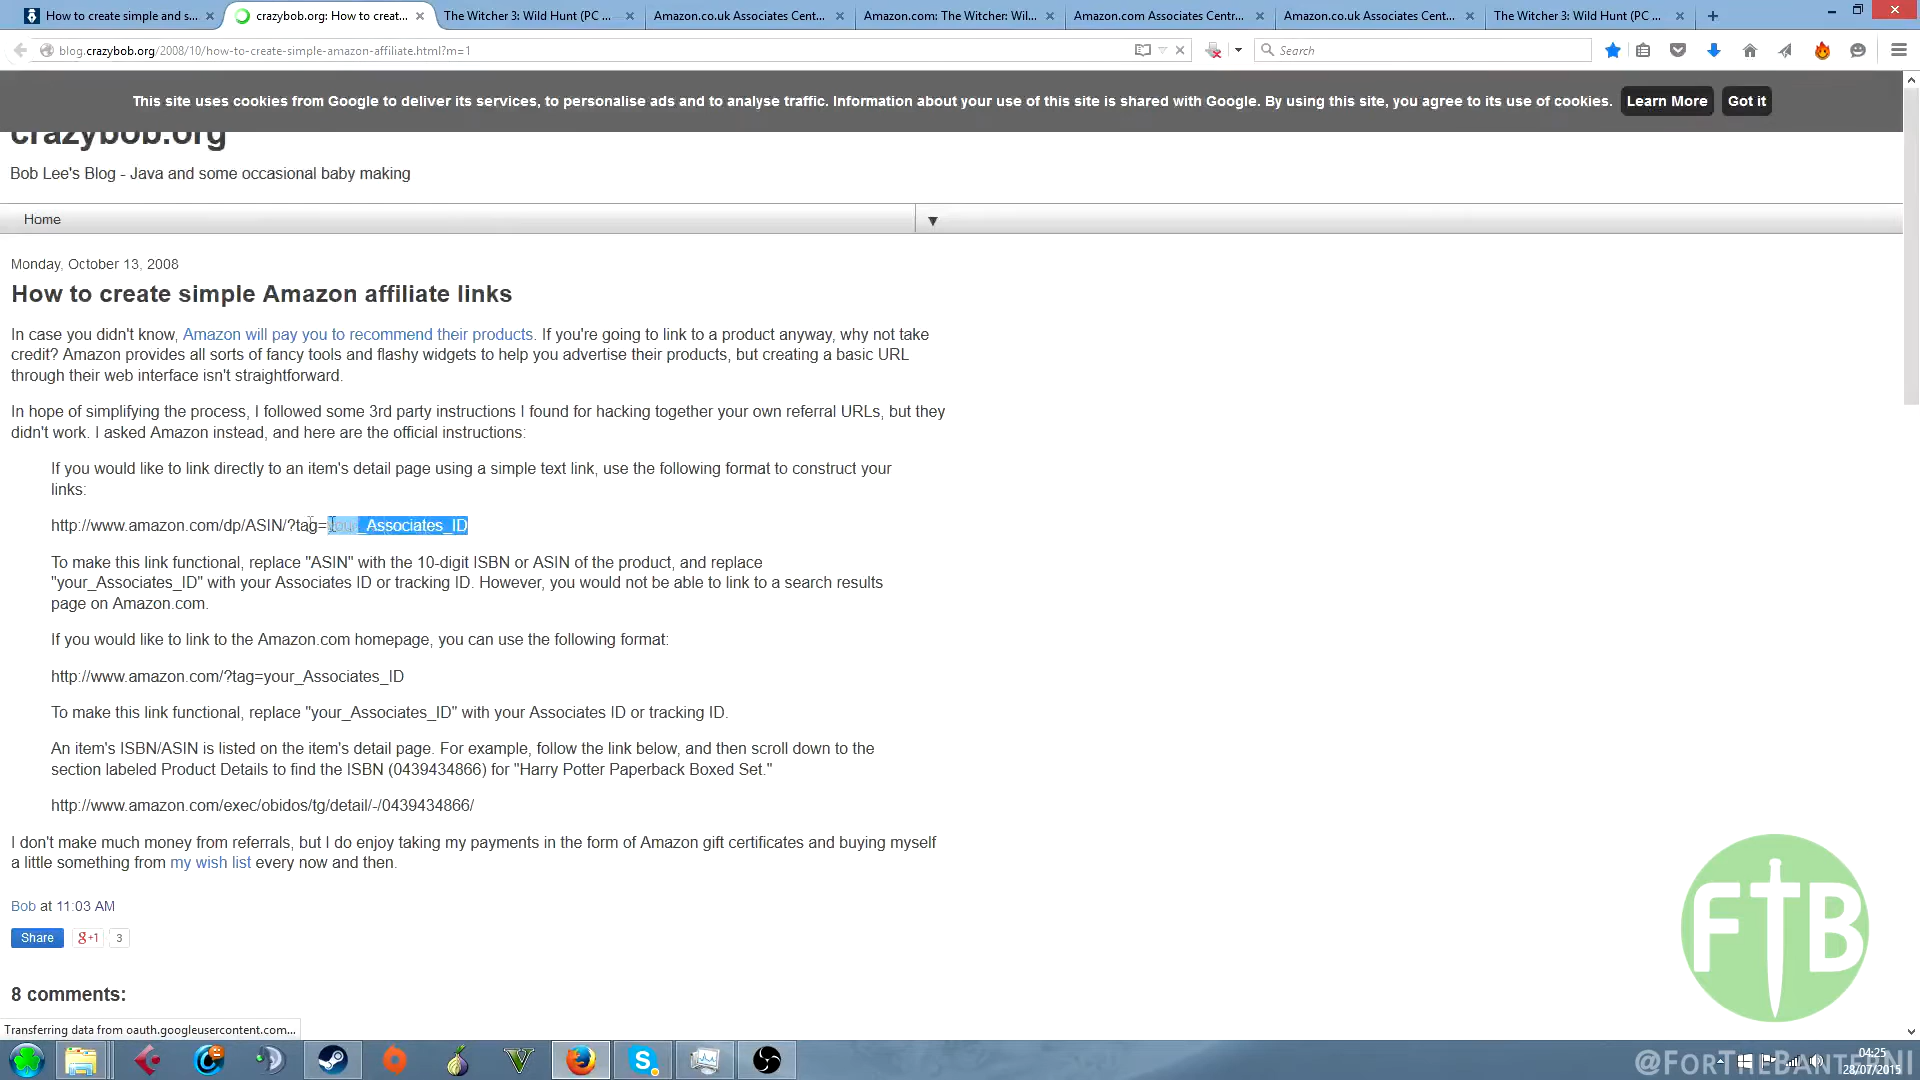 How to create simple and s...
crazybob.org: How to creat...
The Witcher 3: Wild Hunt (PC ...
Amazon.co.uk Associates Cent...
Amazon.com: The Witcher: Wil...
Amazon.com Associates Centr...
Amazon.co.uk Associates Cent...
The Witcher 3: Wild Hunt (PC ...
blog.crazybob.org/2008/10/how-to-create-simple-amazon-affiliate.html?m=1
Search
This site uses cookies from Google to deliver its services, to personalise ads and to analyse traffic. Information about your use of this site is shared with Google. By using this site, you agree to its use of cookies.
Learn More
Got it
crazybob.org
Bob Lee's Blog - Java and some occasional baby making
Home
Monday, October 13, 2008
How to create simple Amazon affiliate links
In case you didn't know, Amazon will pay you to recommend their products. If you're going to link to a product anyway, why not take
credit? Amazon provides all sorts of fancy tools and flashy widgets to help you advertise their products, but creating a basic URL
through their web interface isn't straightforward.
In hope of simplifying the process, I followed some 3rd party instructions I found for hacking together your own referral URLs, but they
didn't work. I asked Amazon instead, and here are the official instructions:
If you would like to link directly to an item's detail page using a simple text link, use the following format to construct your
links:
http://www.amazon.com/dp/ASIN/?tag=your_Associates_ID
To make this link functional, replace "ASIN" with the 10-digit ISBN or ASIN of the product, and replace
"your_Associates_ID" with your Associates ID or tracking ID. However, you would not be able to link to a search results
page on Amazon.com.
If you would like to link to the Amazon.com homepage, you can use the following format:
http://www.amazon.com/?tag=your_Associates_ID
To make this link functional, replace "your_Associates_ID" with your Associates ID or tracking ID.
An item's ISBN/ASIN is listed on the item's detail page. For example, follow the link below, and then scroll down to the
section labeled Product Details to find the ISBN (0439434866) for "Harry Potter Paperback Boxed Set."
http://www.amazon.com/exec/obidos/tg/detail/-/0439434866/
I don't make much money from referrals, but I do enjoy taking my payments in the form of Amazon gift certificates and buying myself
a little something from my wish list every now and then.
Bob at 11:03 AM
Share
g+1
3
8 comments:
FTB
Transferring data from oauth.googleusercontent.com...
@ForTheBanterNI
04:25
28/07/2015